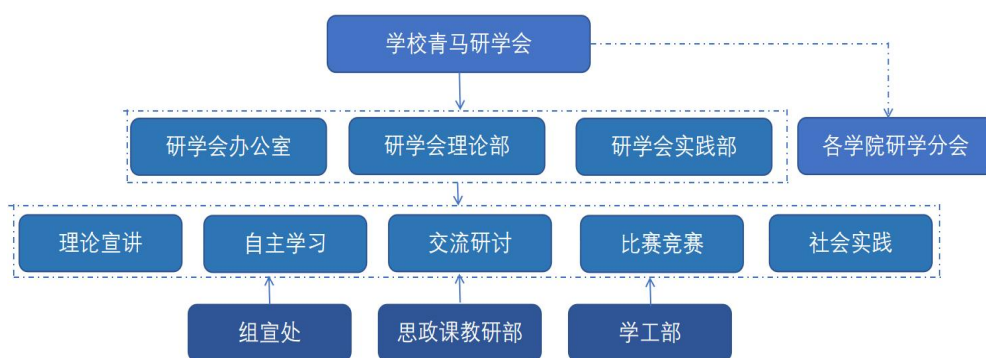 学校青马研学会
研学会办公室
研学会理论部
研学会实践部
各学院研学分会
理论宣讲
自主学习
交流研讨
比赛竞赛
社会实践
组宣处
思政课教研部
学工部